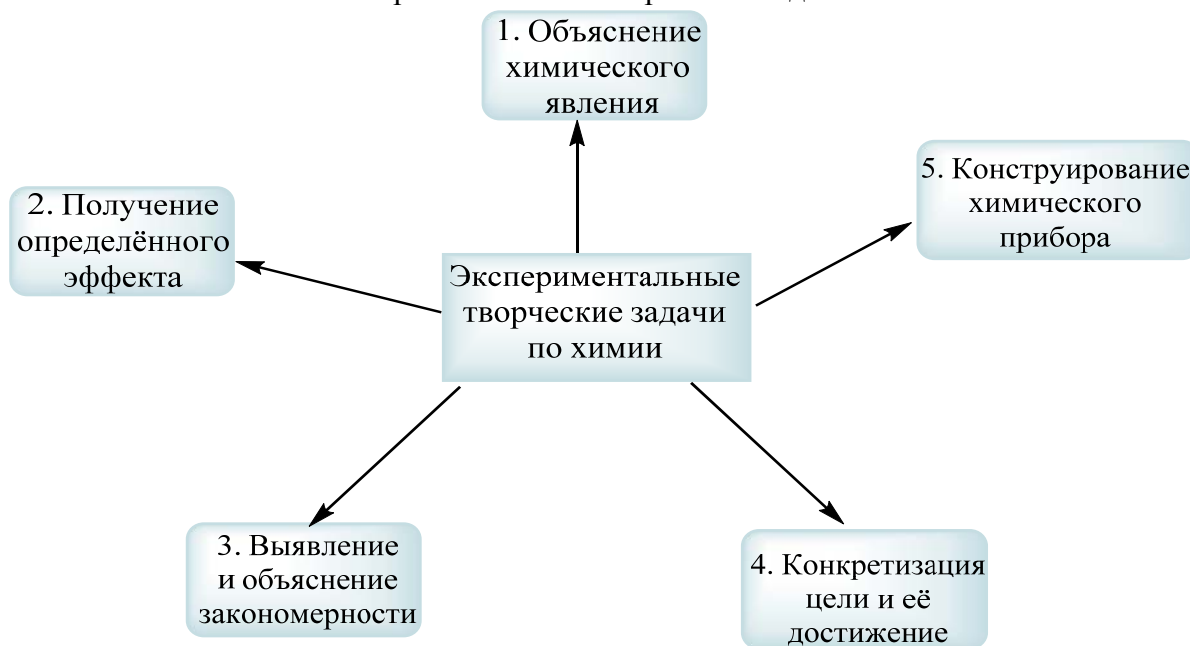 1. Объяснение
химического
явления
2. Получение
определённого
эффекта
5. Конструирование
химического
прибора
Экспериментальные
творческие задачи
по химии
3. Выявление
и объяснение
закономерности
4. Конкретизация
цели и её
достижение